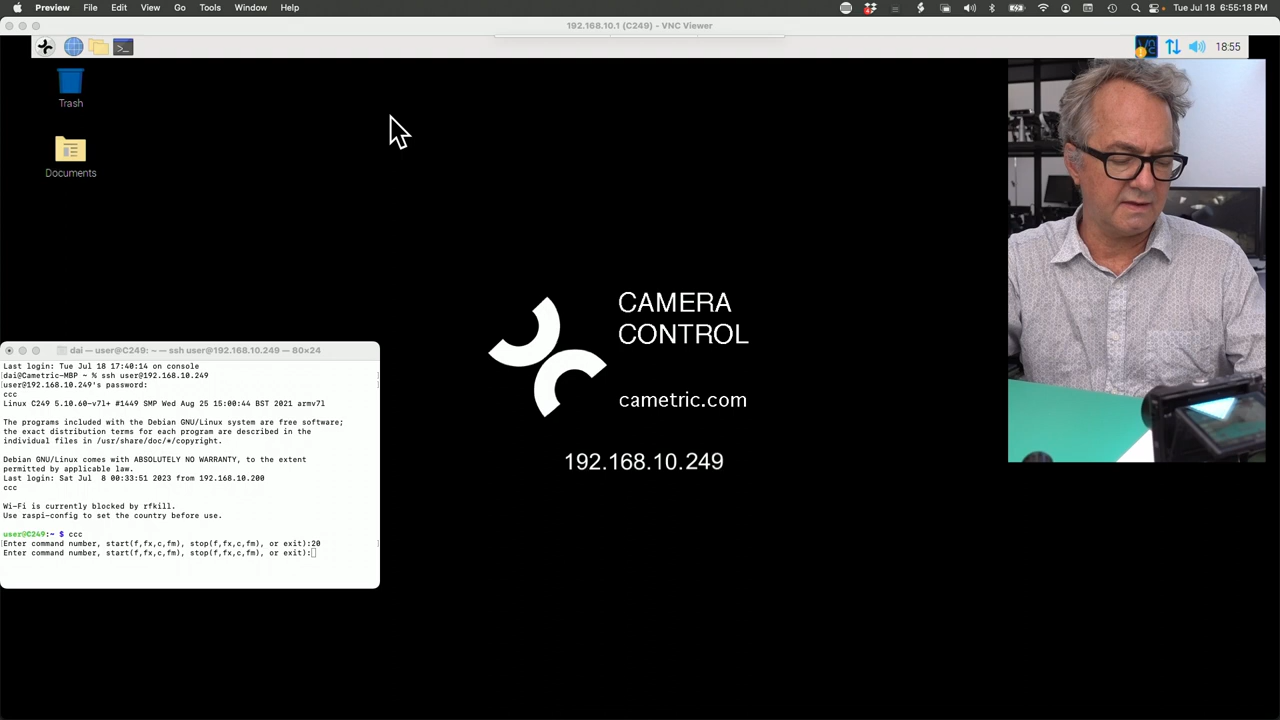 Preview File Edit View Go Tools Window Help
Tue Jul 18 6:55:18 PM
192.168.10.1 (C249) - VNC Viewer
18:55
Trash
Documents
CAMERA
CONTROL
cametric.com
192.168.10.249
dai — user@C249: ~ — ssh user@192.168.10.249 — 80×24
Last login: Tue Jul 18 17:40:14 on console
dai@Cametric-MBP ~ % ssh user@192.168.10.249
user@192.168.10.249's password:
ccc
Linux C249 5.10.60-v7l+ #1449 SMP Wed Aug 25 15:00:44 BST 2021 armv7l
The programs included with the Debian GNU/Linux system are free software;
the exact distribution terms for each program are described in the
individual files in /usr/share/doc/*/copyright.
Debian GNU/Linux comes with ABSOLUTELY NO WARRANTY, to the extent
permitted by applicable law.
Last login: Sat Jul  8 00:33:51 2023 from 192.168.10.200
ccc
Wi-Fi is currently blocked by rfkill.
Use raspi-config to set the country before use.
user@C249:~ $ ccc
Enter command number, start(f,fx,c,fm), stop(f,fx,c,fm), or exit):20
Enter command number, start(f,fx,c,fm), stop(f,fx,c,fm), or exit):